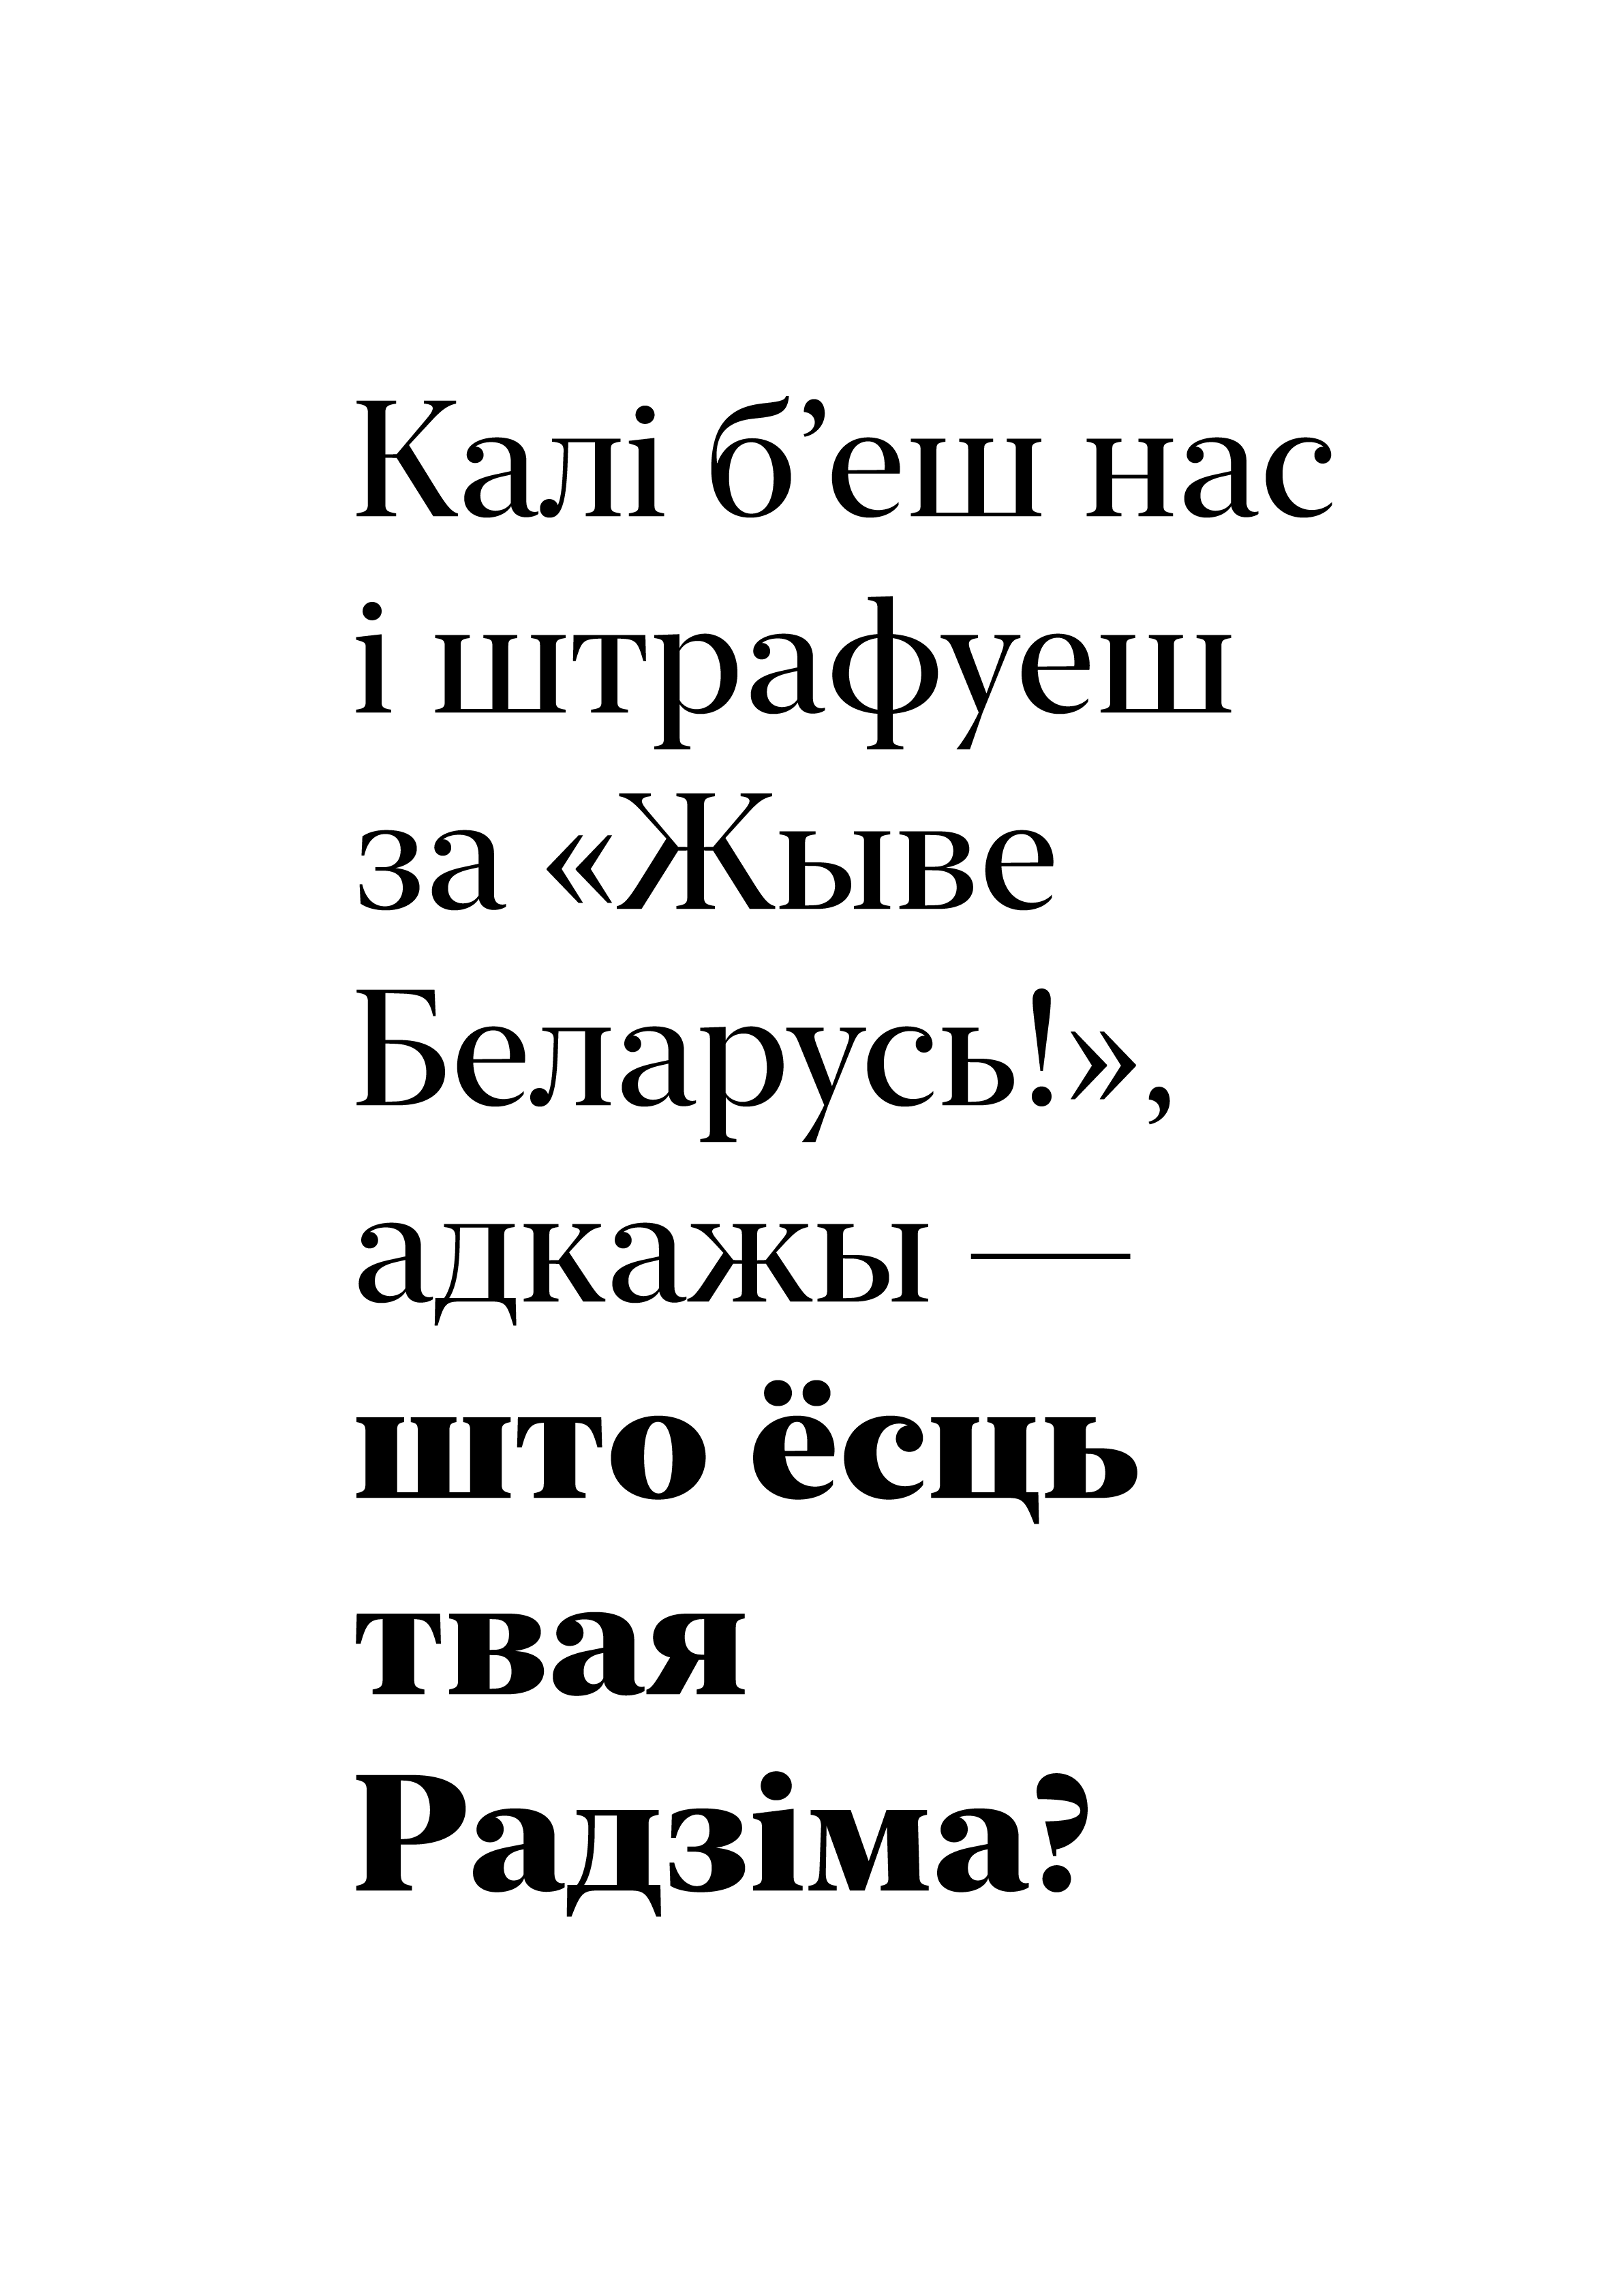 Калі б’еш нас
і штрафуеш
за «Жыве
Беларусь!»,
адкажы —
што ёсць
твая
Радзіма?